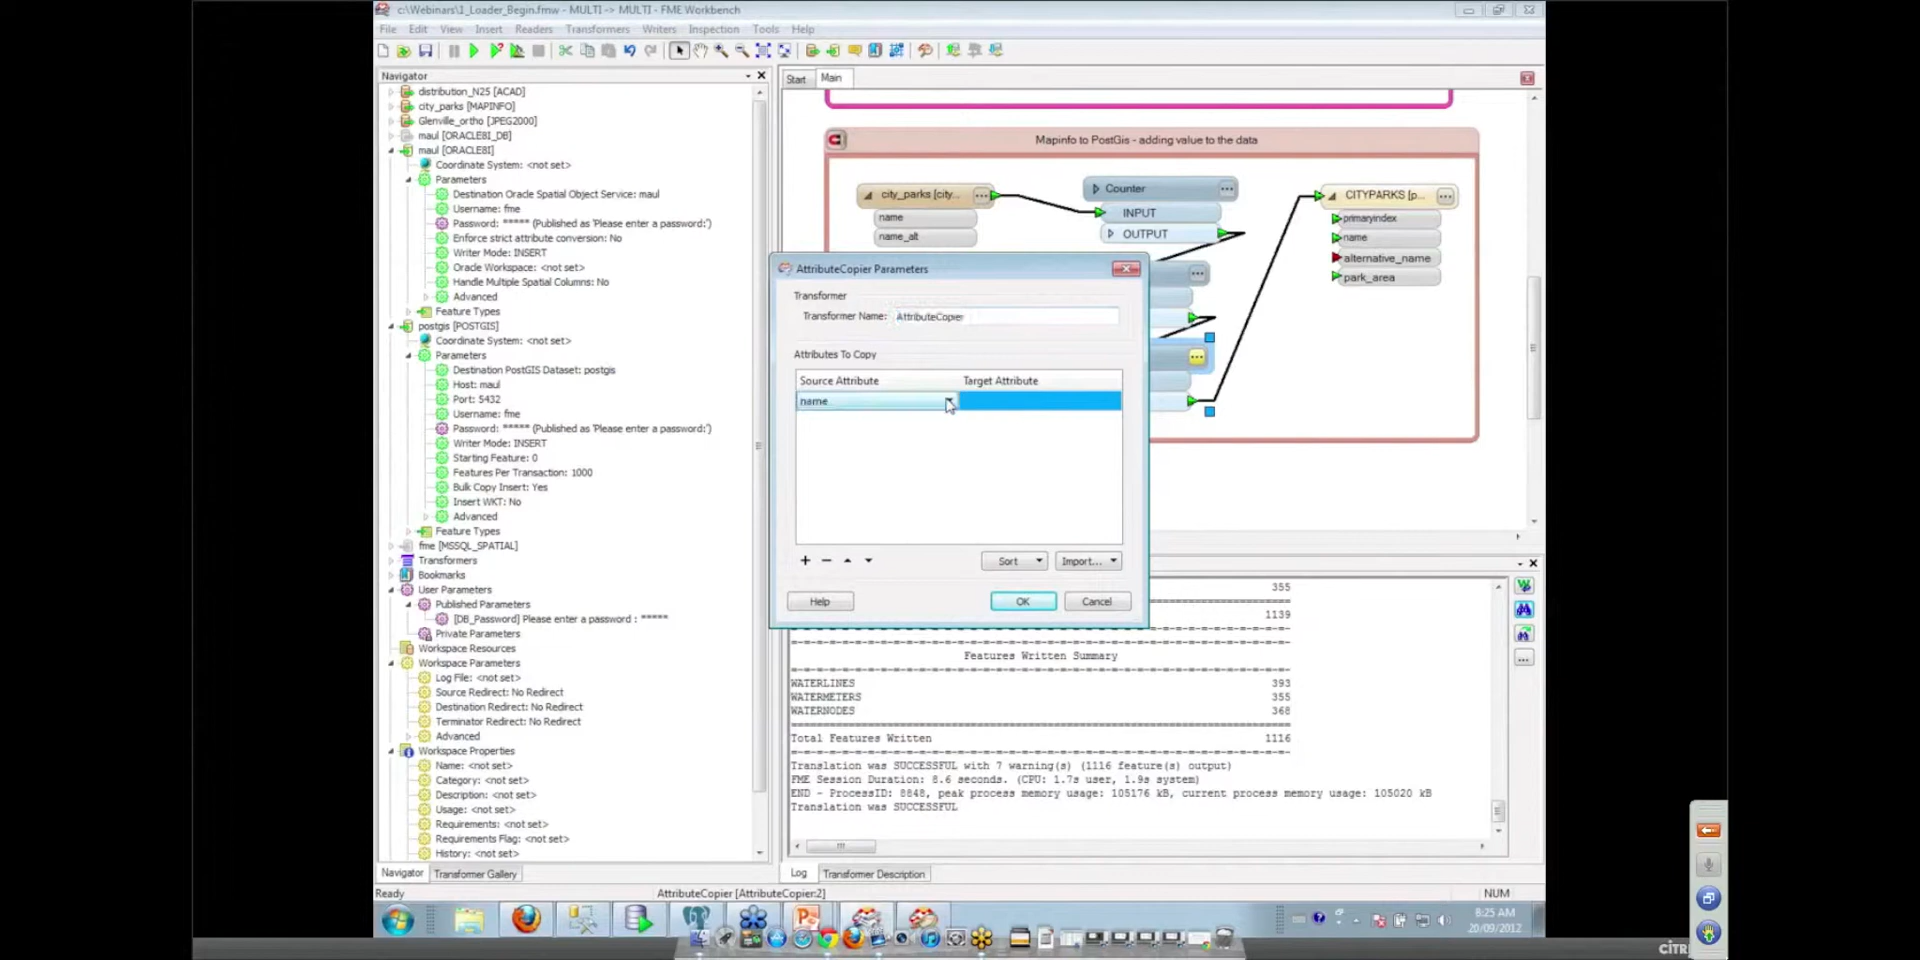 c:\Webinars\1_Loader_Begin.fmw - MULTI -> MULTI - FME Workbench
File Edit View Insert Readers Transformers Writers Inspection Tools Help
Navigator
distribution_N25 [ACAD]
city_parks [MAPINFO]
Glenville_ortho [JPEG2000]
maul [ORACLE8I_DB]
maul [ORACLE8I]
Coordinate System: <not set>
Parameters
Destination Oracle Spatial Object Service: maul
Username: fme
Password: ***** (Published as 'Please enter a password:')
Enforce strict attribute conversion: No
Writer Mode: INSERT
Oracle Workspace: <not set>
Handle Multiple Spatial Columns: No
Advanced
Feature Types
postgis [POSTGIS]
Coordinate System: <not set>
Parameters
Destination PostGIS Dataset: postgis
Host: maul
Port: 5432
Username: fme
Password: ***** (Published as 'Please enter a password:')
Writer Mode: INSERT
Starting Feature: 0
Features Per Transaction: 1000
Bulk Copy Insert: Yes
Insert WKT: No
Advanced
Feature Types
fme [MSSQL_SPATIAL]
Transformers
Bookmarks
User Parameters
Published Parameters
[DB_Password] Please enter a password : *****
Private Parameters
Workspace Resources
Workspace Parameters
Log File: <not set>
Source Redirect: No Redirect
Destination Redirect: No Redirect
Terminator Redirect: No Redirect
Advanced
Workspace Properties
Name: <not set>
Category: <not set>
Description: <not set>
Usage: <not set>
Requirements: <not set>
Requirements Flag: <not set>
History: <not set>
Navigator Transformer Gallery
Start Main
Mapinfo to PostGis - adding value to the data
city_parks [city...
name
name_alt
Counter
INPUT
OUTPUT
CITYPARKS [p...
primaryindex
name
alternative_name
park_area
AttributeCopier Parameters
Transformer
Transformer Name: AttributeCopier
Attributes To Copy
Source Attribute Target Attribute
name
Sort Import...
Help OK Cancel
355
==============================================================================
1139
Features Written Summary
WATERLINES 393
WATERMETERS 355
WATERNODES 368
==============================================================================
Total Features Written 1116
Translation was SUCCESSFUL with 7 warning(s) (1116 feature(s) output)
FME Session Duration: 8.6 seconds. (CPU: 1.7s user, 1.9s system)
END - ProcessID: 8848, peak process memory usage: 105176 kB, current process memory usage: 105020 kB
Translation was SUCCESSFUL
Log Transformer Description
Ready AttributeCopier [AttributeCopier:2] NUM
8:25 AM
20/09/2012